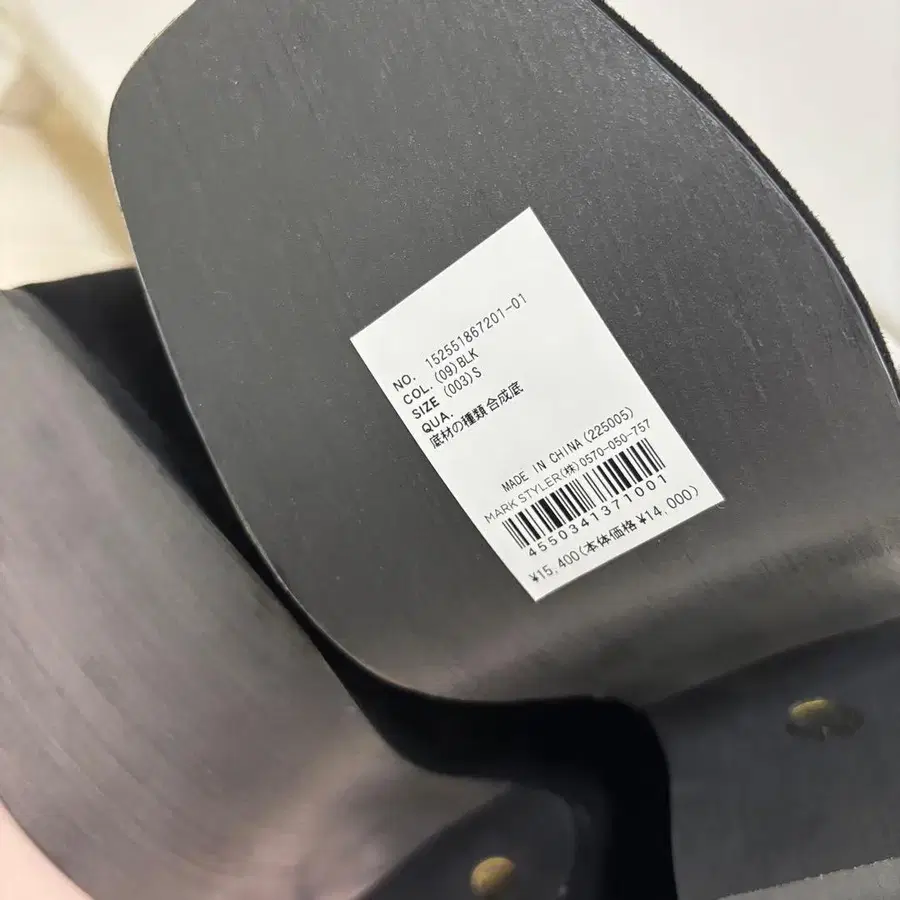 NO. 152551867201-01
COL. (09)BLK
SIZE (003)S
QUA.
底材の種類 合成底
MADE IN CHINA (225005)
MARK STYLER(株)0570-050-757
4550341371001
¥15,400(本体価格 ¥14,000)